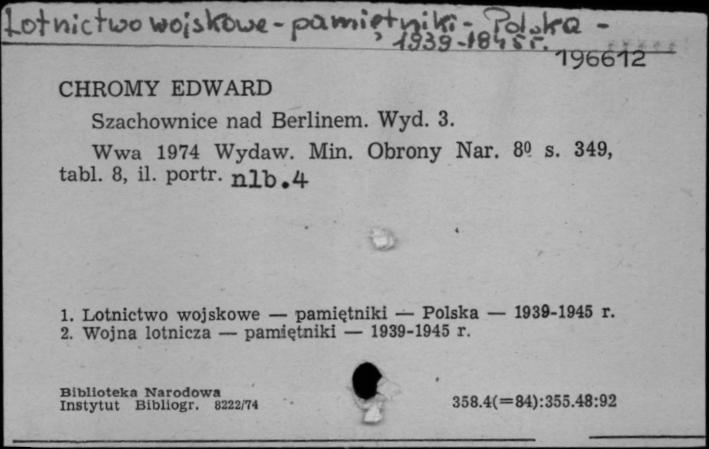 Lotnictwo wojskowe - pamiętniki - Polska -
1939-1845 r.
196612
CHROMY EDWARD
Szachownice nad Berlinem. Wyd. 3.
Wwa 1974 Wydaw. Min. Obrony Nar. 8º s. 349,
tabl. 8, il. portr. nlb.4
1. Lotnictwo wojskowe — pamiętniki — Polska — 1939-1945 r.
2. Wojna lotnicza — pamiętniki — 1939-1945 r.
Biblioteka Narodowa
Instytut Bibliogr. 8222/74
358.4(=84):355.48:92